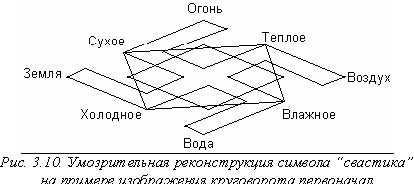 Огонь
Сухое Теплое
Земля Воздух
Холодное Влажное
Вода
Рис. 3.10. Умозрительная реконструкция символа “свастика”
на примере изображения круговорота первоначал